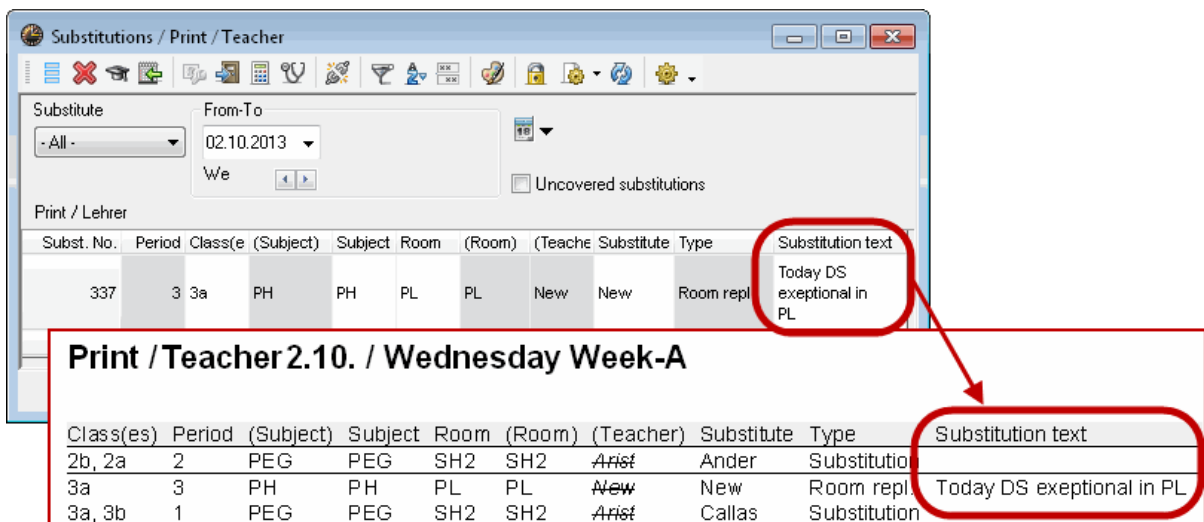 Substitutions / Print / Teacher
Substitute From-To
- All - 02.10.2013 18
We Uncovered substitutions
Print / Lehrer
Subst. No. Period Class(e (Subject) Subject Room (Room) (Teache Substitute Type Substitution text
337 3 3a PH PH PL PL New New Room repl. Today DS
exeptional in
PL
Print / Teacher 2.10. / Wednesday Week-A
Class(es) Period (Subject) Subject Room (Room) (Teacher) Substitute Type Substitution text
2b, 2a 2 PEG PEG SH2 SH2 Arist Ander Substitution
3a 3 PH PH PL PL New New Room repl. Today DS exeptional in PL
3a, 3b 1 PEG PEG SH2 SH2 Arist Callas Substitution